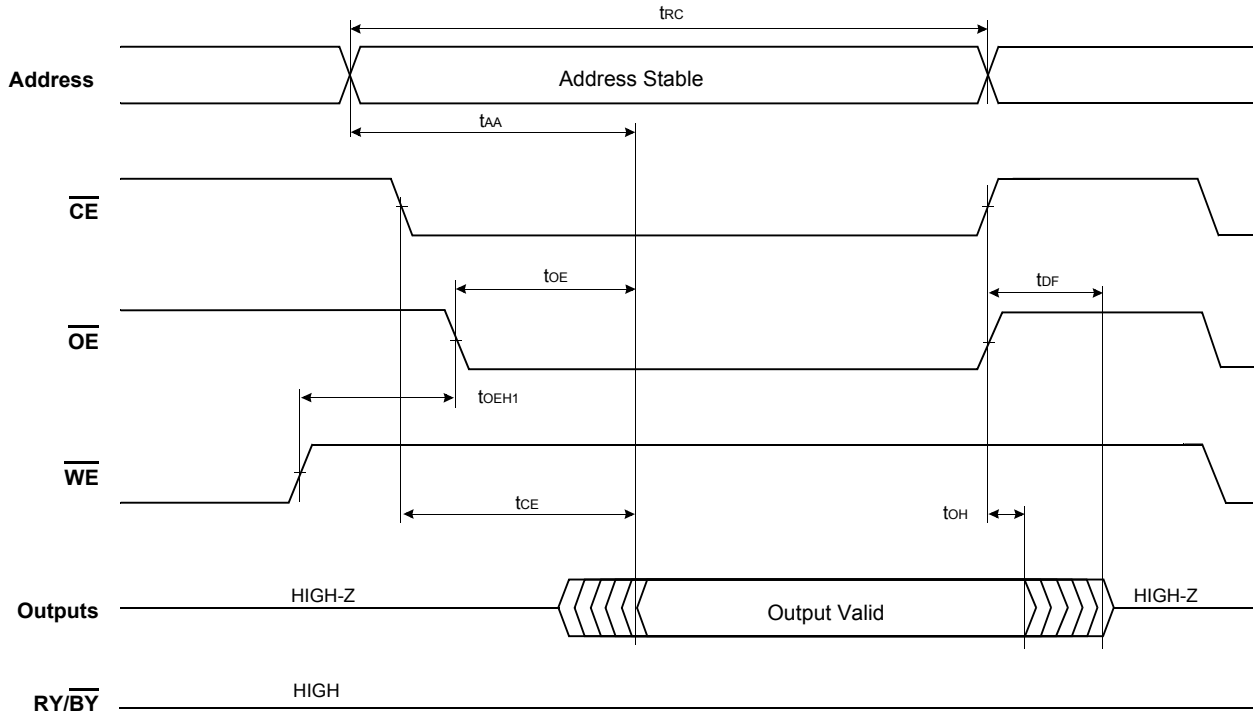 tRC
Address
Address Stable
tAA
CE
tOE
tDF
OE
tOEH1
WE
tCE
tOH
Outputs
HIGH-Z
Output Valid
HIGH-Z
RY/BY
HIGH